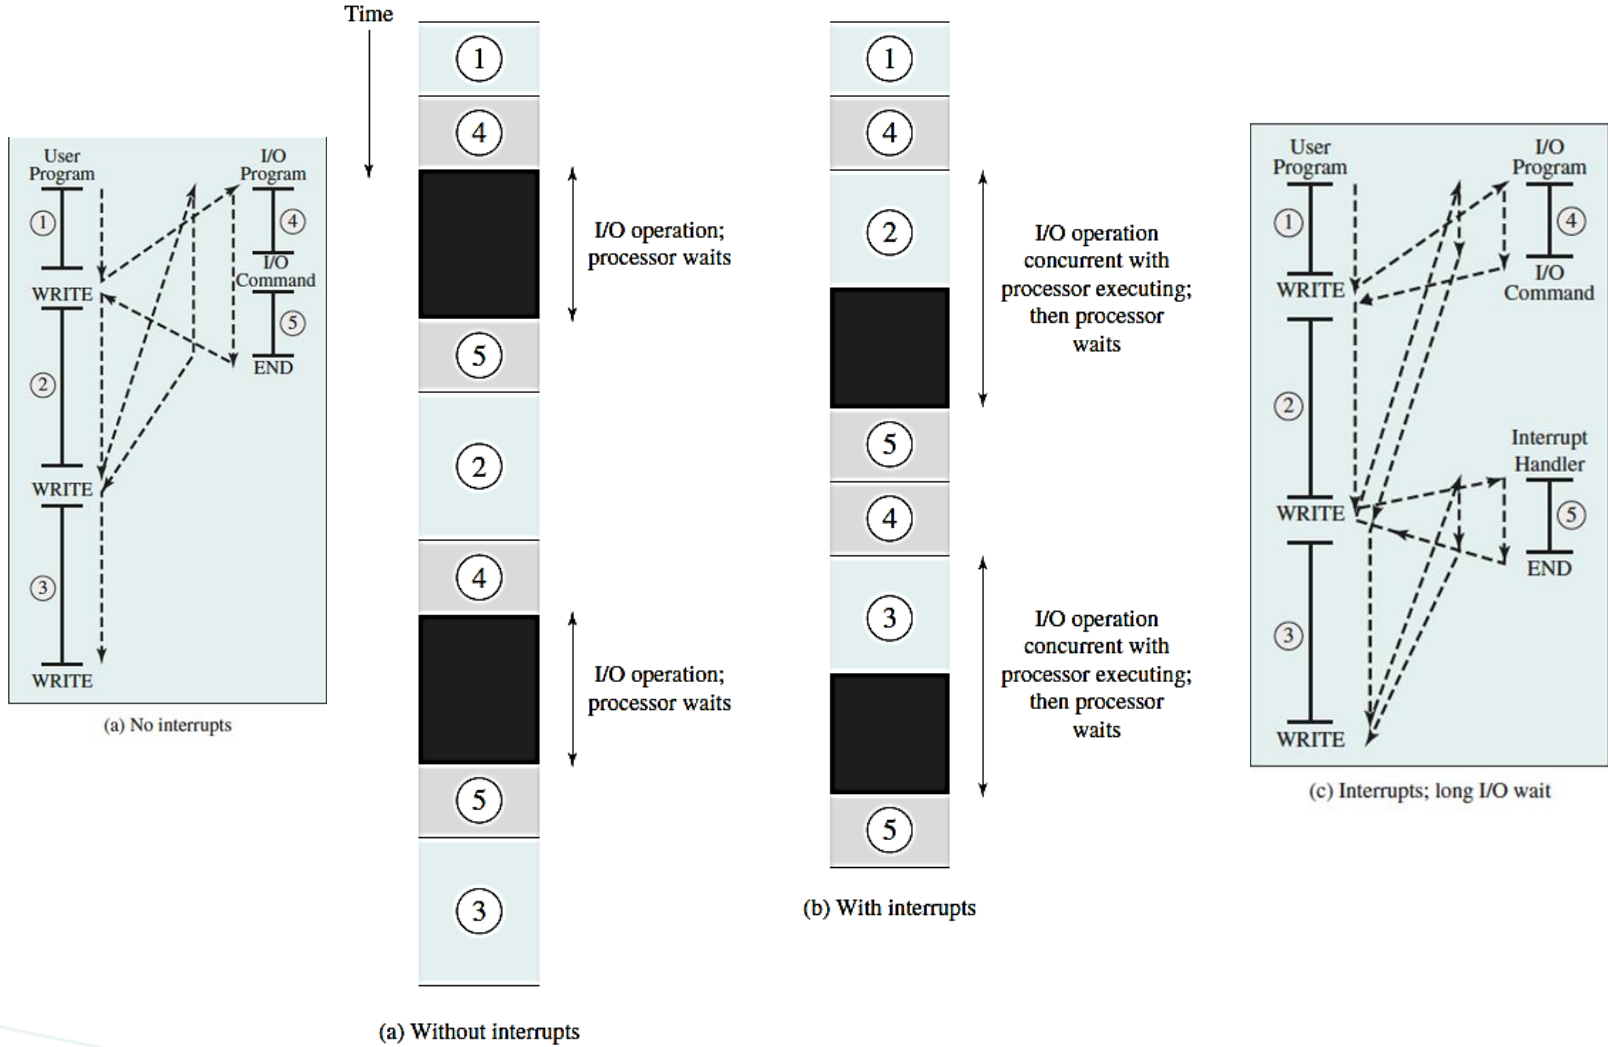 User
Program
I/O
Program
①
④
I/O
Command
WRITE
⑤
END
②
WRITE
③
WRITE
(a) No interrupts
Time
①
④
I/O operation;
processor waits
⑤
②
④
I/O operation;
processor waits
⑤
③
(a) Without interrupts
①
④
②
I/O operation
concurrent with
processor executing;
then processor
waits
⑤
④
③
I/O operation
concurrent with
processor executing;
then processor
waits
⑤
(b) With interrupts
User
Program
I/O
Program
①
④
WRITE
I/O
Command
②
Interrupt
Handler
WRITE
⑤
END
③
WRITE
(c) Interrupts; long I/O wait